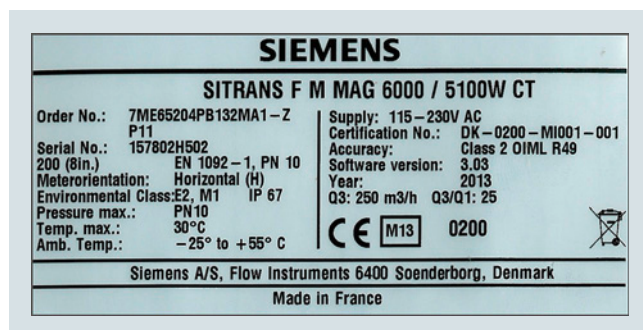 SIEMENS
SITRANS F M MAG 6000 / 5100W CT
Order No.: 7ME65204PB132MA1-Z
P11
Serial No.: 157802H502
200 (8in.) EN 1092-1, PN 10
Meterorientation: Horizontal (H)
Environmental Class:E2, M1 IP 67
Pressure max.: PN10
Temp. max.: 30°C
Amb. Temp.: -25° to +55° C
Supply: 115-230V AC
Certification No.: DK-0200-MI001-001
Accuracy: Class 2 OIML R49
Software version: 3.03
Year: 2013
Q3: 250 m3/h Q3/Q1: 25
CE M13 0200
Siemens A/S, Flow Instruments 6400 Soenderborg, Denmark
Made in France